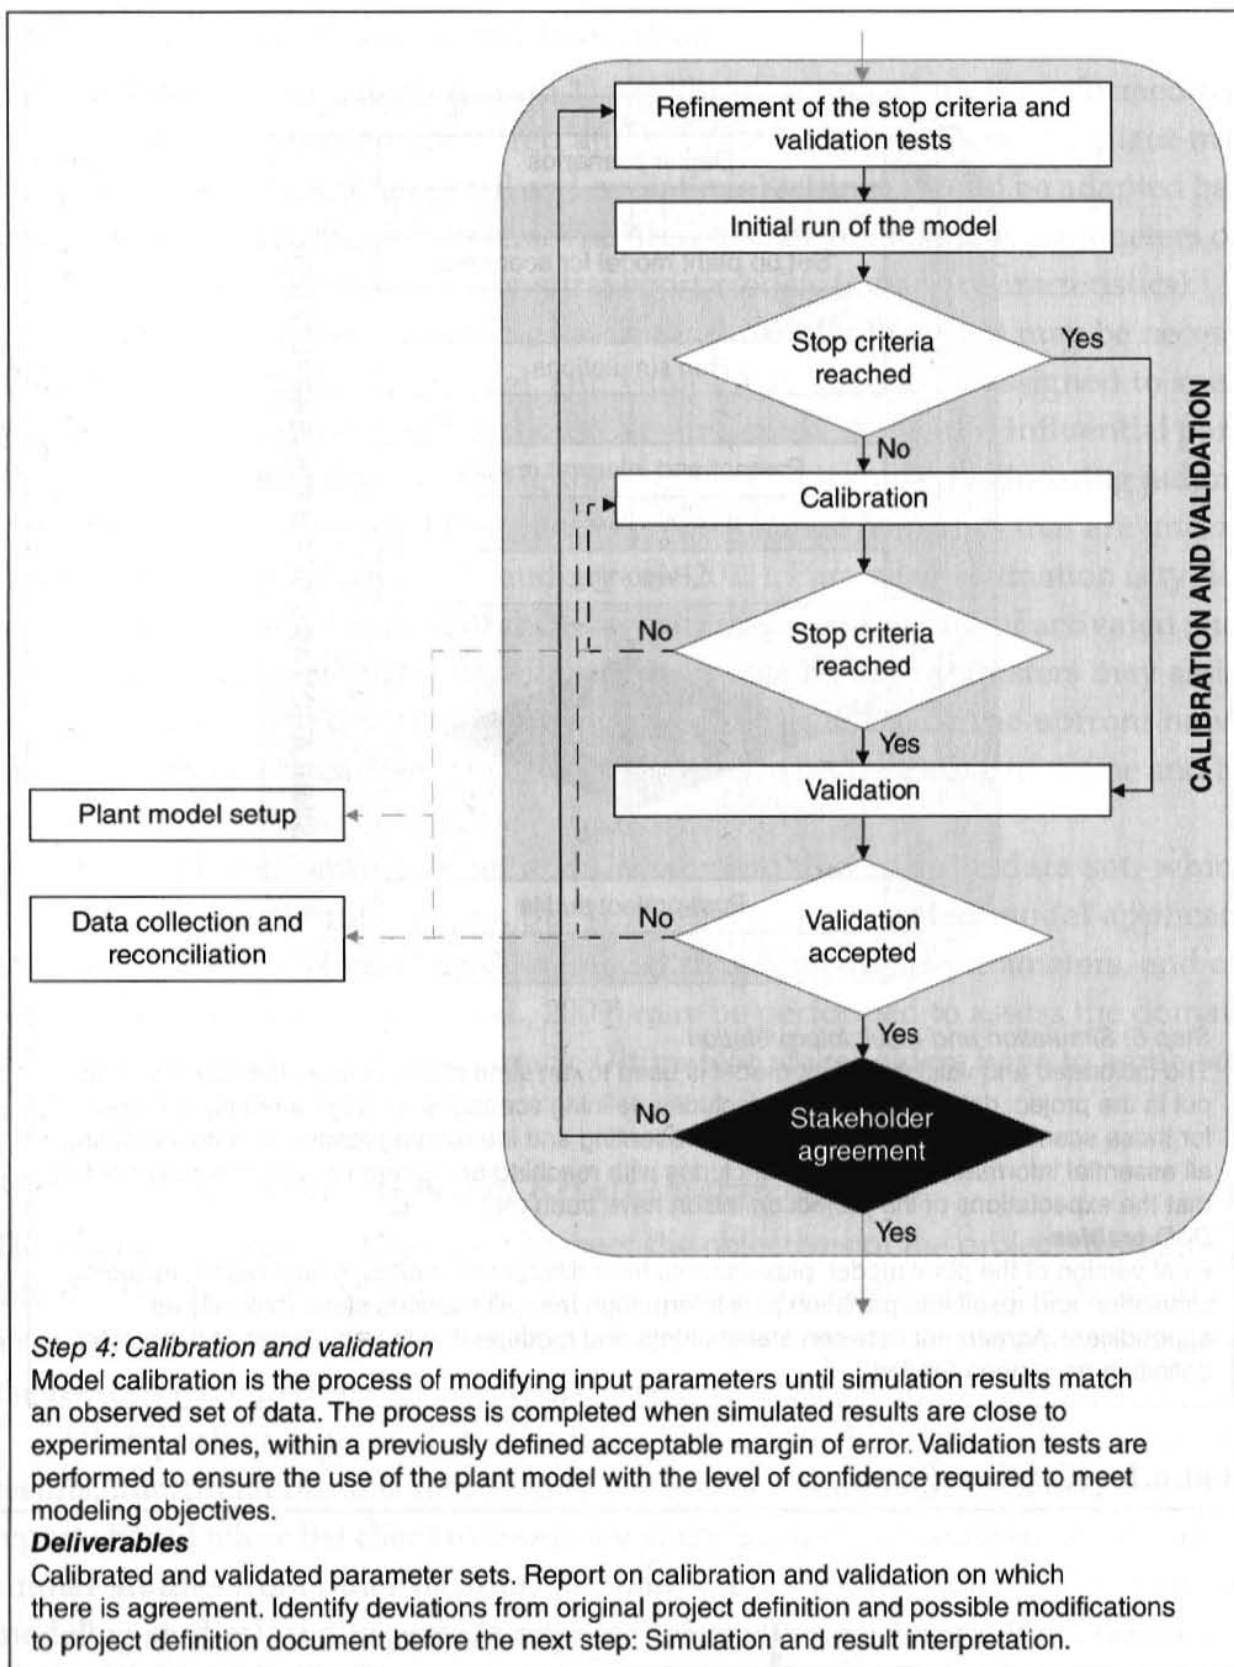 Refinement of the stop criteria and
validation tests
Initial run of the model
Stop criteria
reached
Yes
No
Calibration
Stop criteria
reached
No
Yes
Validation
Plant model setup
Data collection and
reconciliation
No
Validation
accepted
Yes
No
Stakeholder
agreement
Yes
CALIBRATION AND VALIDATION
Step 4: Calibration and validation
Model calibration is the process of modifying input parameters until simulation results match
an observed set of data. The process is completed when simulated results are close to
experimental ones, within a previously defined acceptable margin of error. Validation tests are
performed to ensure the use of the plant model with the level of confidence required to meet
modeling objectives.
Deliverables
Calibrated and validated parameter sets. Report on calibration and validation on which
there is agreement. Identify deviations from original project definition and possible modifications
to project definition document before the next step: Simulation and result interpretation.